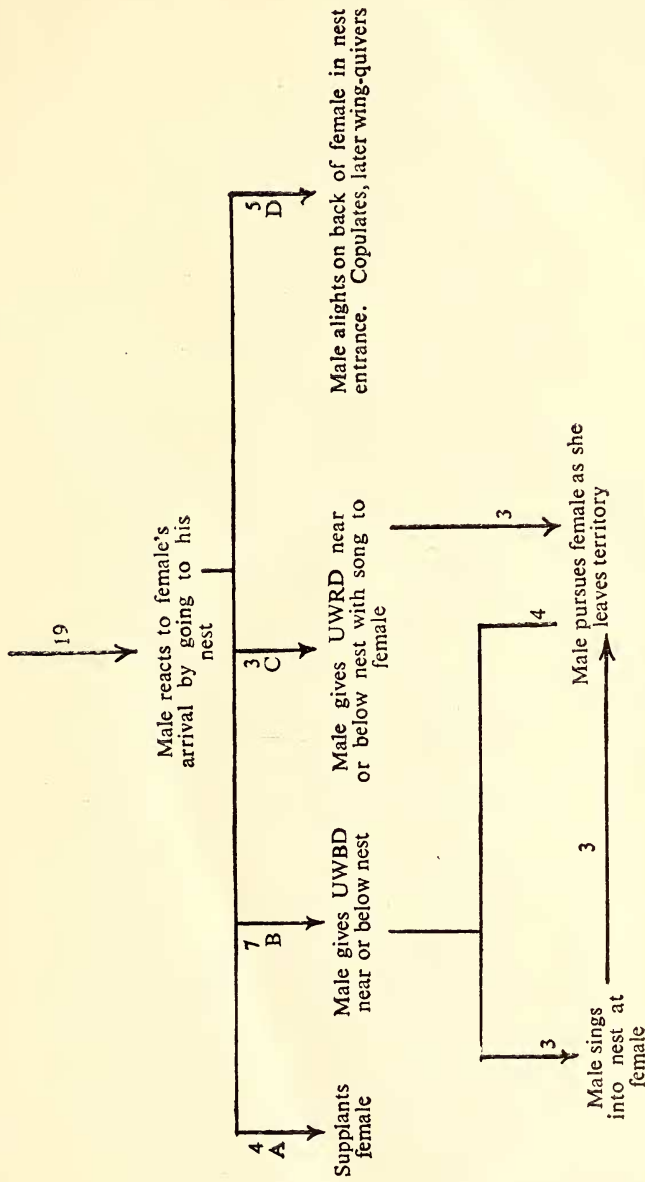 19
Male reacts to female's
arrival by going to his
nest
4
A
7
B
3
C
5
D
Supplants
female
Male gives UWBD
near or below nest
Male gives UWRD near
or below nest with song to
female
Male alights on back of female in nest
entrance. Copulates, later wing-quivers
3
4
3
Male sings
into nest at
female
3
Male pursues female as she
leaves territory